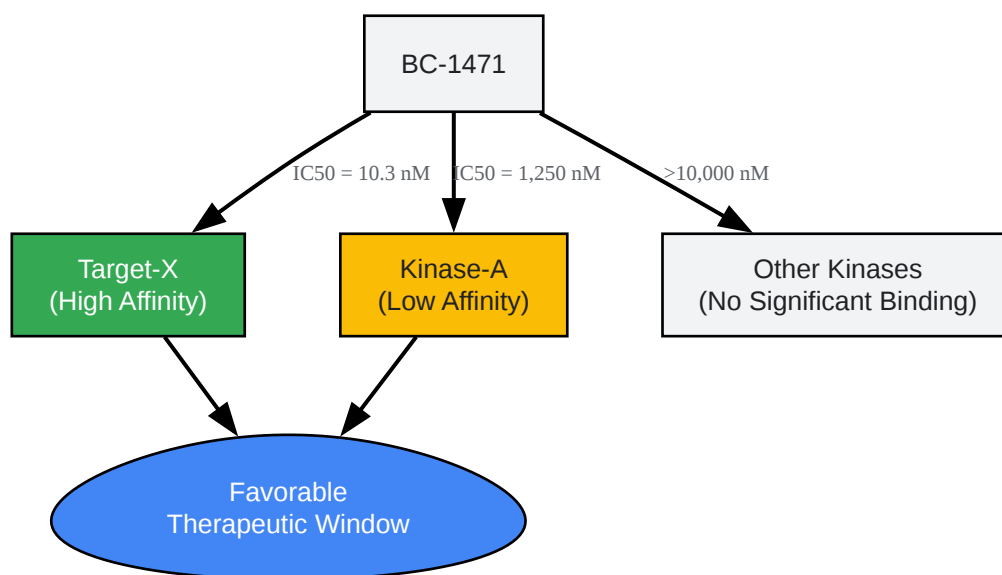 BC-1471
IC50 = 10.3 nM
IC50 = 1,250 nM
>10,000 nM
Target-X
(High Affinity)
Kinase-A
(Low Affinity)
Other Kinases
(No Significant Binding)
Favorable
Therapeutic Window